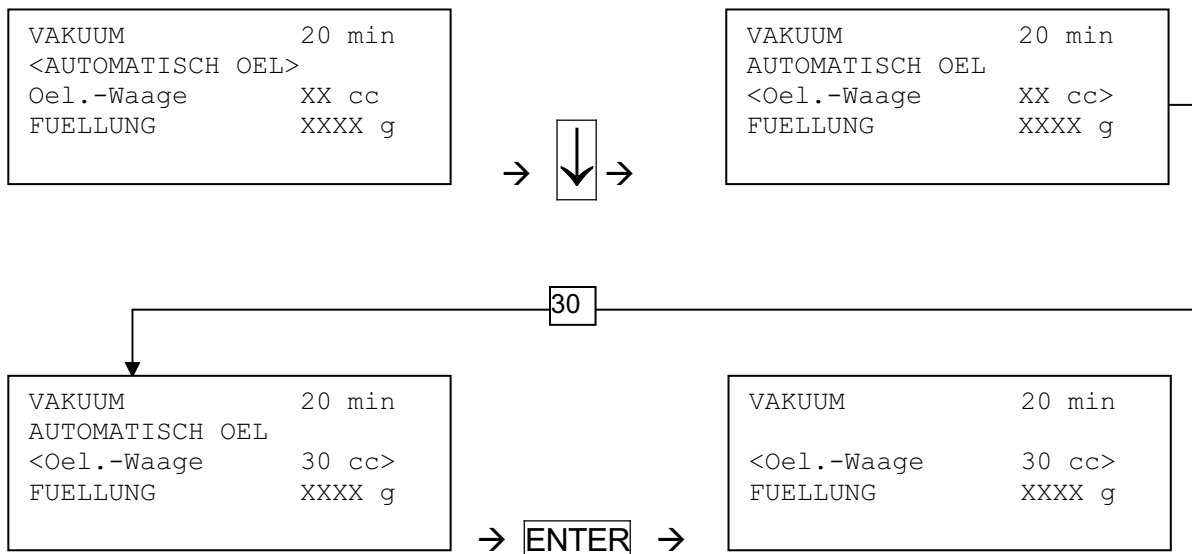 VAKUUM 20 min
<AUTOMATISCH OEL>
Oel.-Waage XX cc
FUELLUNG XXXX g
VAKUUM 20 min
AUTOMATISCH OEL
<Oel.-Waage XX cc>
FUELLUNG XXXX g
30
VAKUUM 20 min
AUTOMATISCH OEL
<Oel.-Waage 30 cc>
FUELLUNG XXXX g
ENTER
VAKUUM 20 min
<Oel.-Waage 30 cc>
FUELLUNG XXXX g